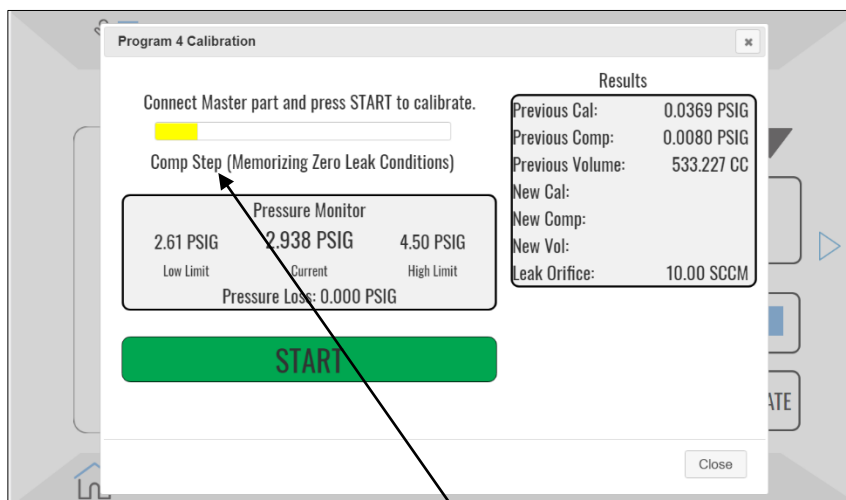 Program 4 Calibration
×
Connect Master part and press START to calibrate.
Comp Step (Memorizing Zero Leak Conditions)
Pressure Monitor
2.61 PSIG 2.938 PSIG 4.50 PSIG
Low Limit Current High Limit
Pressure Loss: 0.000 PSIG
START
Results
Previous Cal: 0.0369 PSIG
Previous Comp: 0.0080 PSIG
Previous Volume: 533.227 CC
New Cal:
New Comp:
New Vol:
Leak Orifice: 10.00 SCCM
ATE
Close